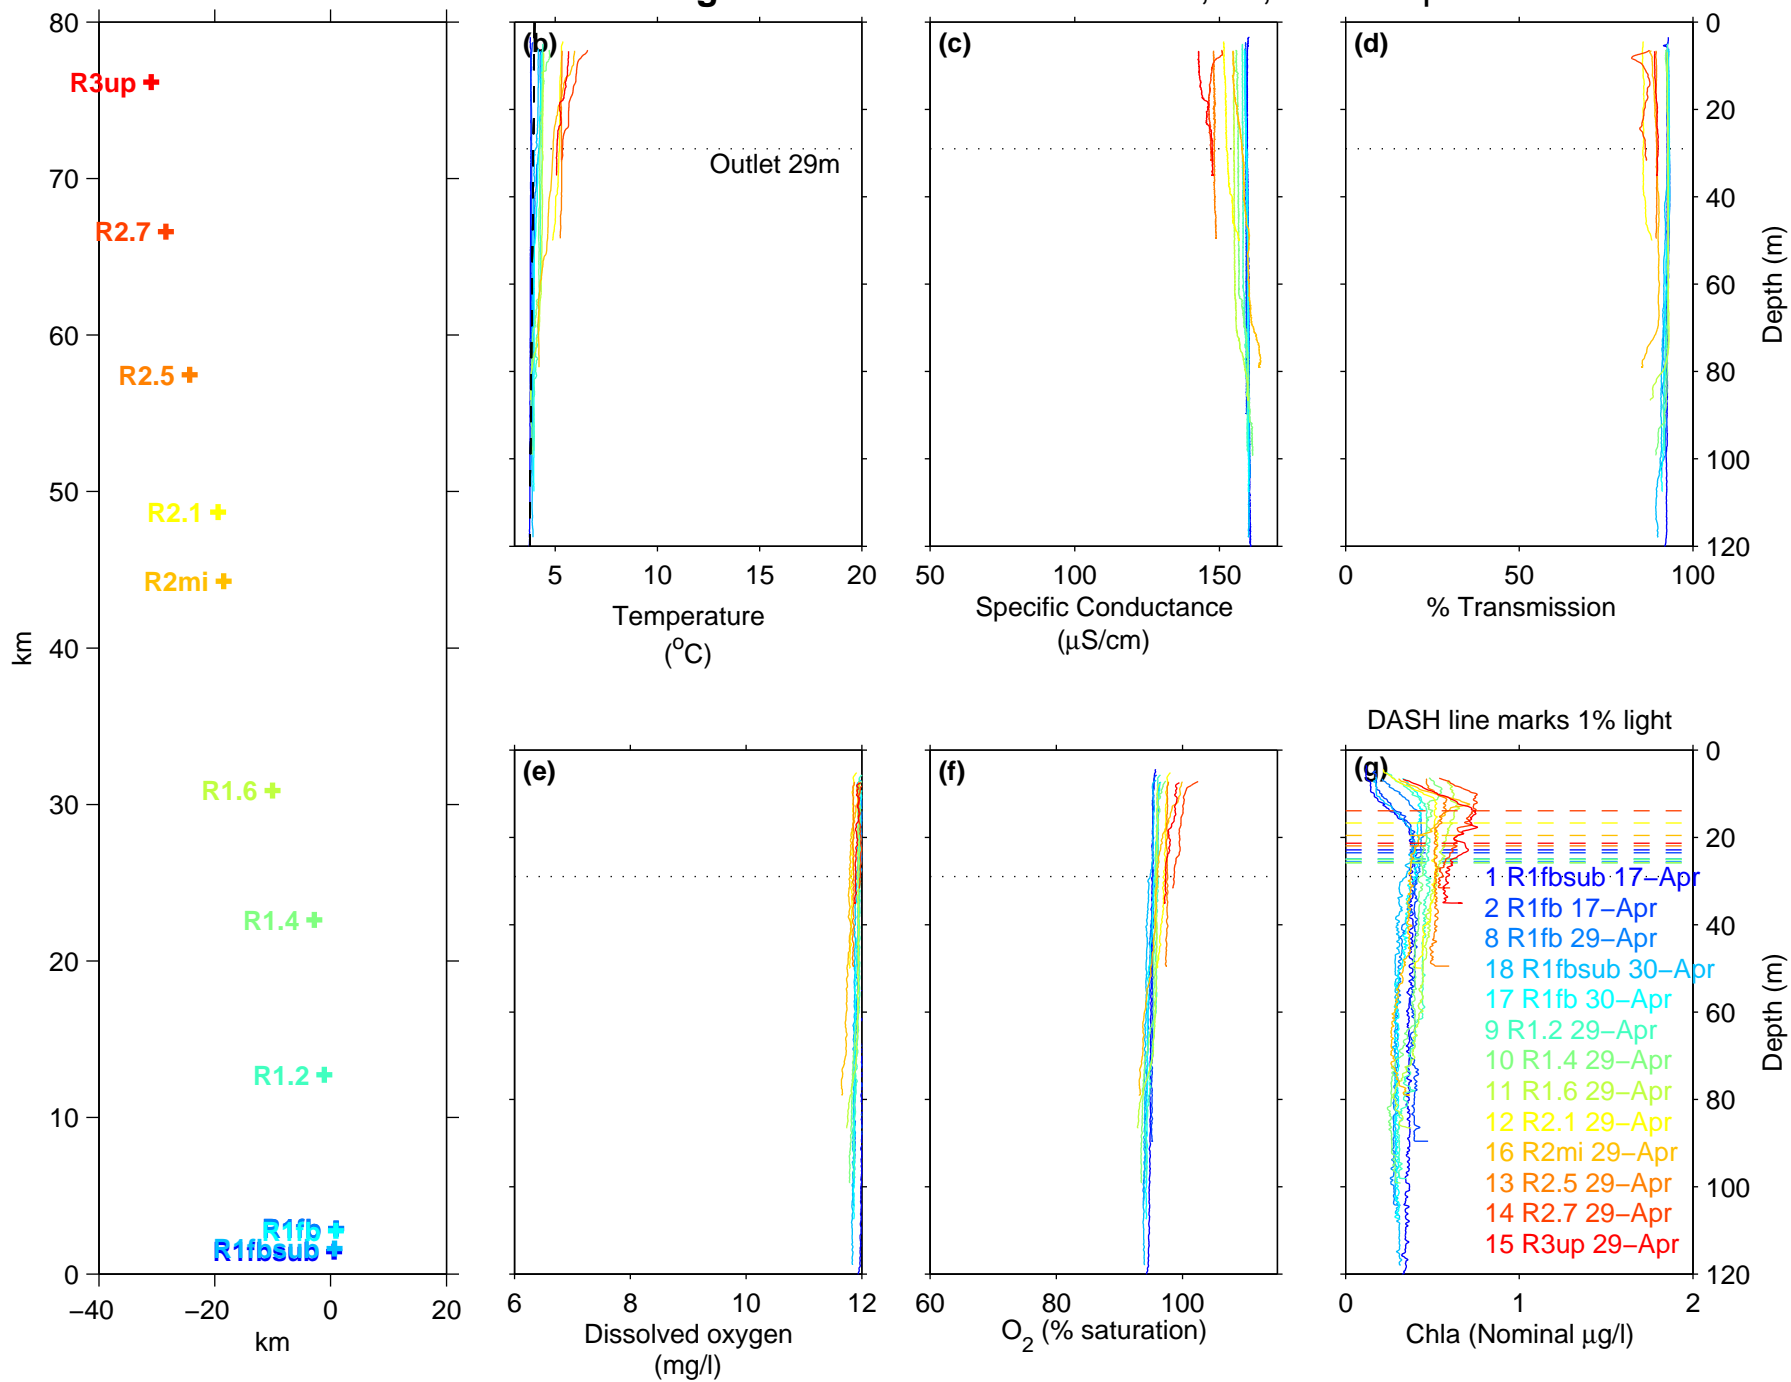 80
70
60
50
40
30
20
10
0
km
−40
−20
0
20
km
R3up
R2.7
R2.5
R2.1
R2mi
R1.6
R1.4
R1.2
R1fb
R1fbsub
(b)
Outlet 29m
5
10
15
20
Temperature
(°C)
(c)
50
100
150
Specific Conductance
(μS/cm)
(d)
0
50
100
% Transmission
0
20
40
60
80
100
120
Depth (m)
(e)
6
8
10
12
Dissolved oxygen
(mg/l)
(f)
60
80
100
O2 (% saturation)
DASH line marks 1% light
(g)
1 R1fbsub 17−Apr
2 R1fb 17−Apr
8 R1fb 29−Apr
18 R1fbsub 30−Apr
17 R1fb 30−Apr
9 R1.2 29−Apr
10 R1.4 29−Apr
11 R1.6 29−Apr
12 R2.1 29−Apr
16 R2mi 29−Apr
13 R2.5 29−Apr
14 R2.7 29−Apr
15 R3up 29−Apr
0
1
2
Chla (Nominal μg/l)
0
20
40
60
80
100
120
Depth (m)